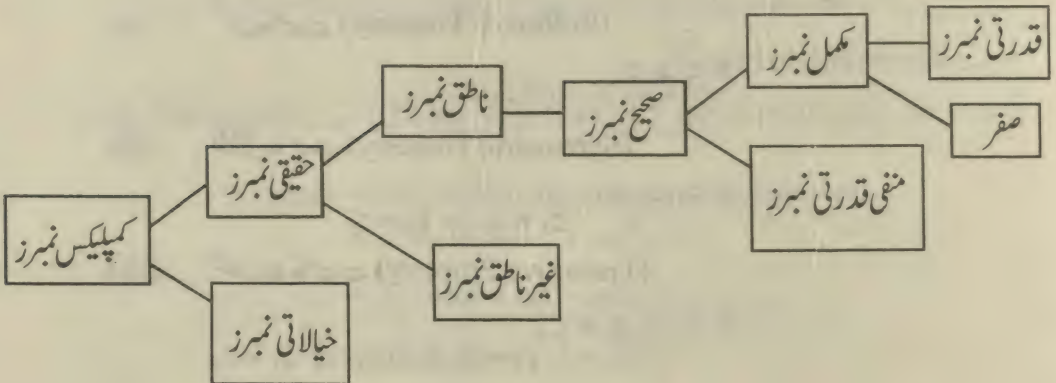 قدرتی نمبرز
مکمل نمبرز
صفر
ناطق نمبرز
صحیح نمبرز
منفی قدرتی نمبرز
حقیقی نمبرز
کمپلیکس نمبرز
غیر ناطق نمبرز
خیالاتی نمبرز